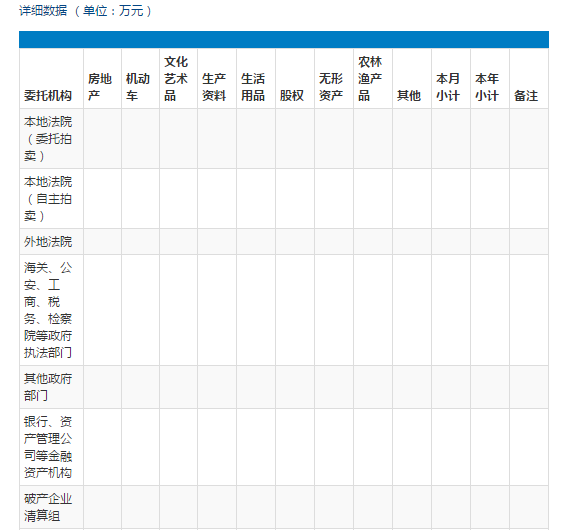 详细数据 （单位：万元）
委托机构
房地
产
机动
车
文化
艺术
品
生产
资料
生活
用品
股权
无形
资产
农林
渔产
品
其他
本月
小计
本年
小计
备注
本地法院
（委托拍
卖）
本地法院
（自主拍
卖）
外地法院
海关、公
安、工
商、税
务、检察
院等政府
执法部门
其他政府
部门
银行、资
产管理公
司等金融
资产机构
破产企业
清算组